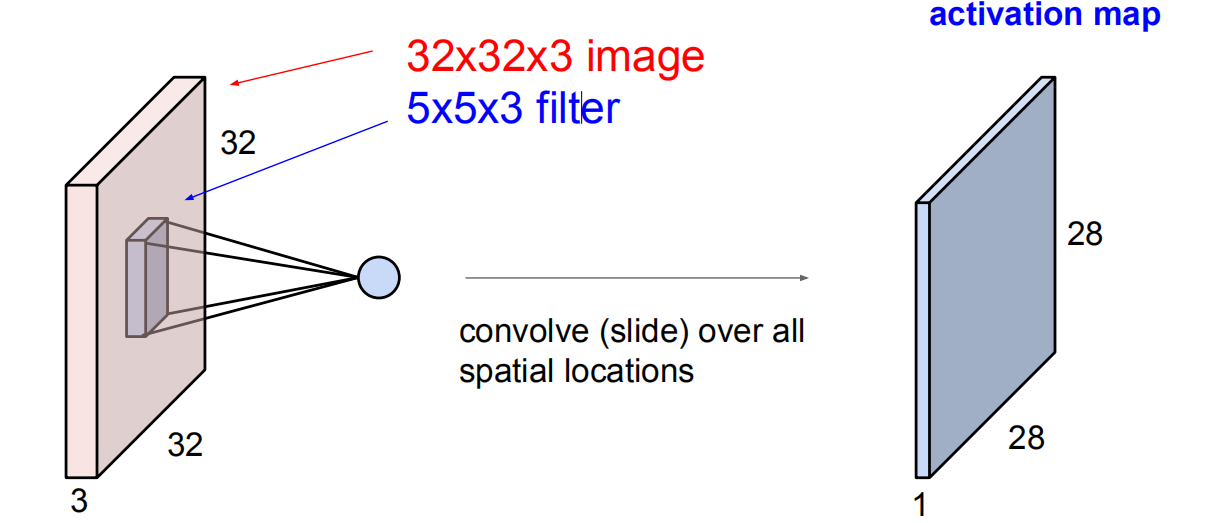 activation map
32x32x3 image
5x5x3 filter
32
28
convolve (slide) over all
spatial locations
32
28
3
1